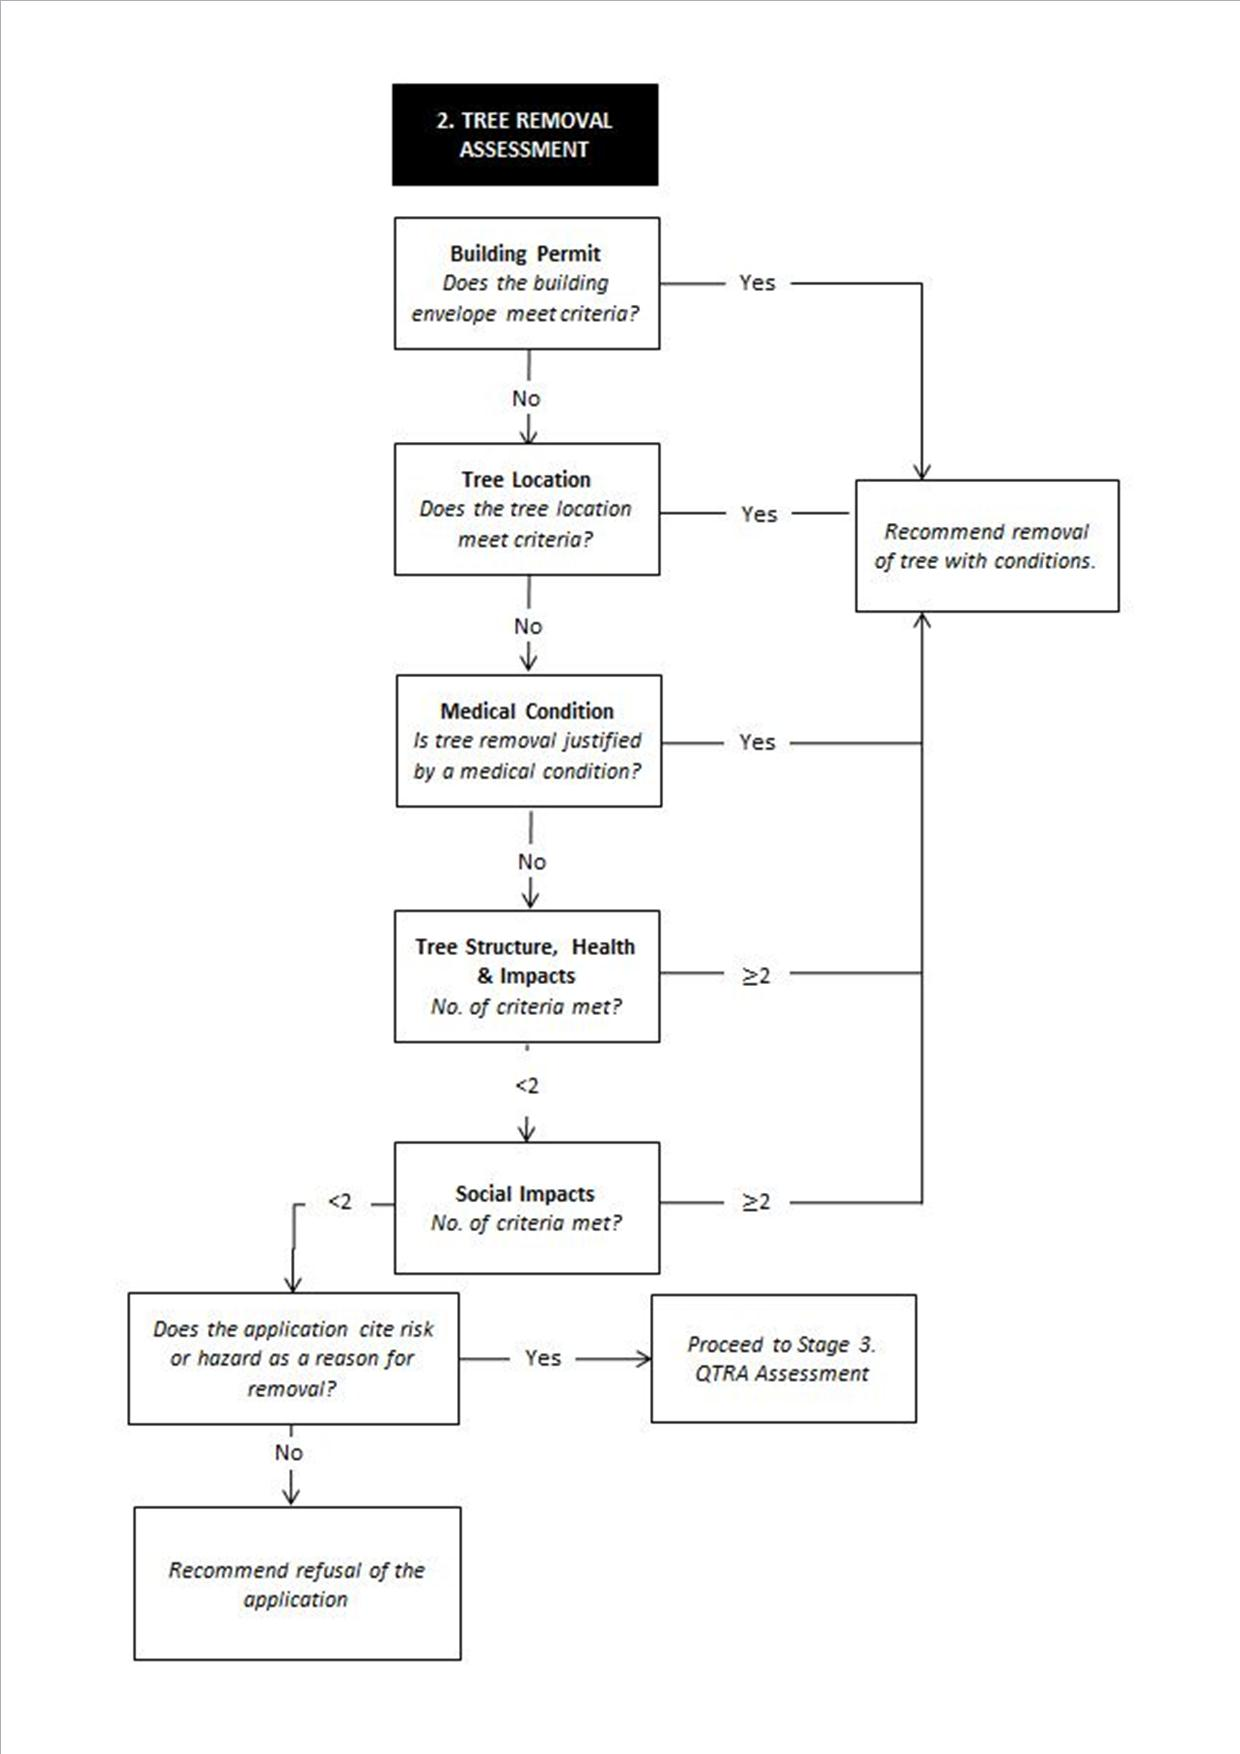 2. TREE REMOVAL
ASSESSMENT
Building Permit
Does the building
envelope meet criteria?
Yes
No
Tree Location
Does the tree location
meet criteria?
Yes
Recommend removal
of tree with conditions.
No
Medical Condition
Is tree removal justified
by a medical condition?
Yes
No
Tree Structure, Health
& Impacts
No. of criteria met?
≥2
<2
Social Impacts
No. of criteria met?
≥2
<2
Does the application cite risk
or hazard as a reason for
removal?
Yes
Proceed to Stage 3.
QTRA Assessment
No
Recommend refusal of the
application